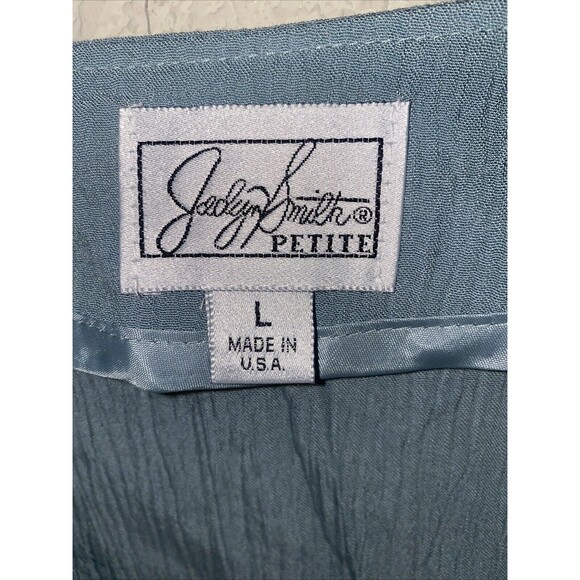 Jaclyn Smith®
PETITE
L
MADE IN
U.S.A.